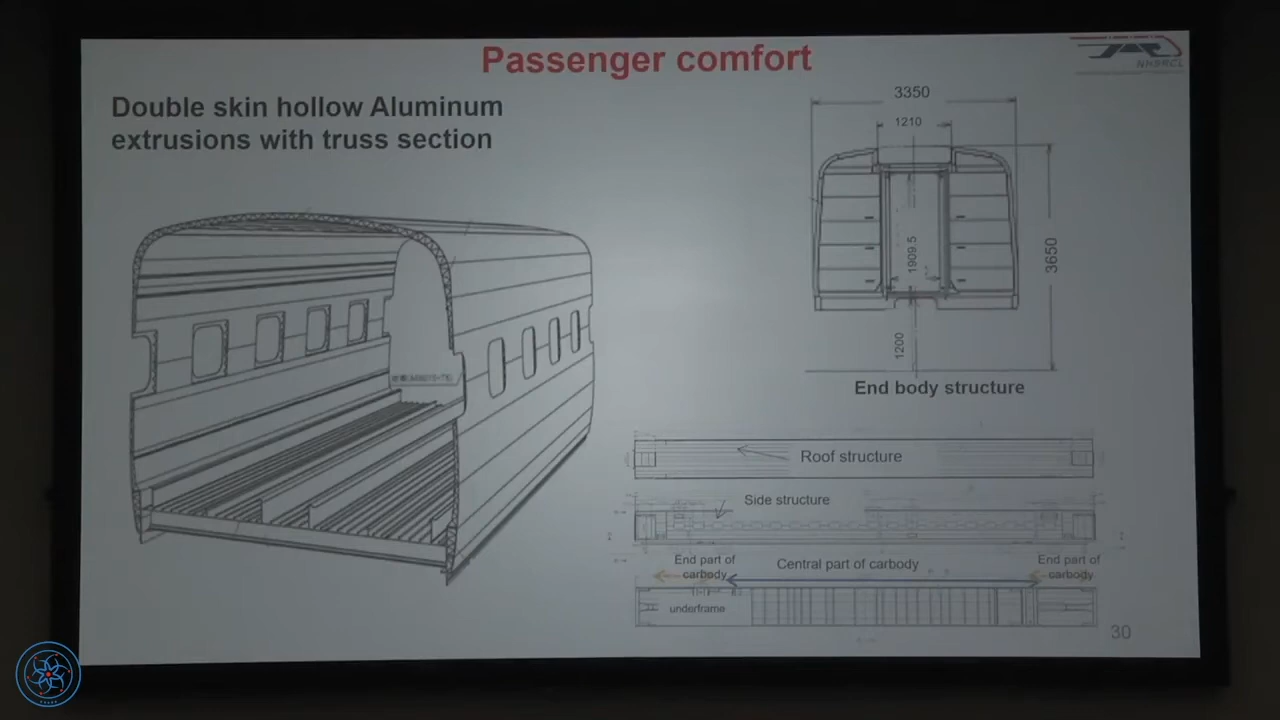 Passenger comfort
NHSRCL
Double skin hollow Aluminum
extrusions with truss section
3350
1210
1909.5
3650
1200
End body structure
Roof structure
Side structure
End part of
carbody
Central part of carbody
End part of
carbody
underframe
30